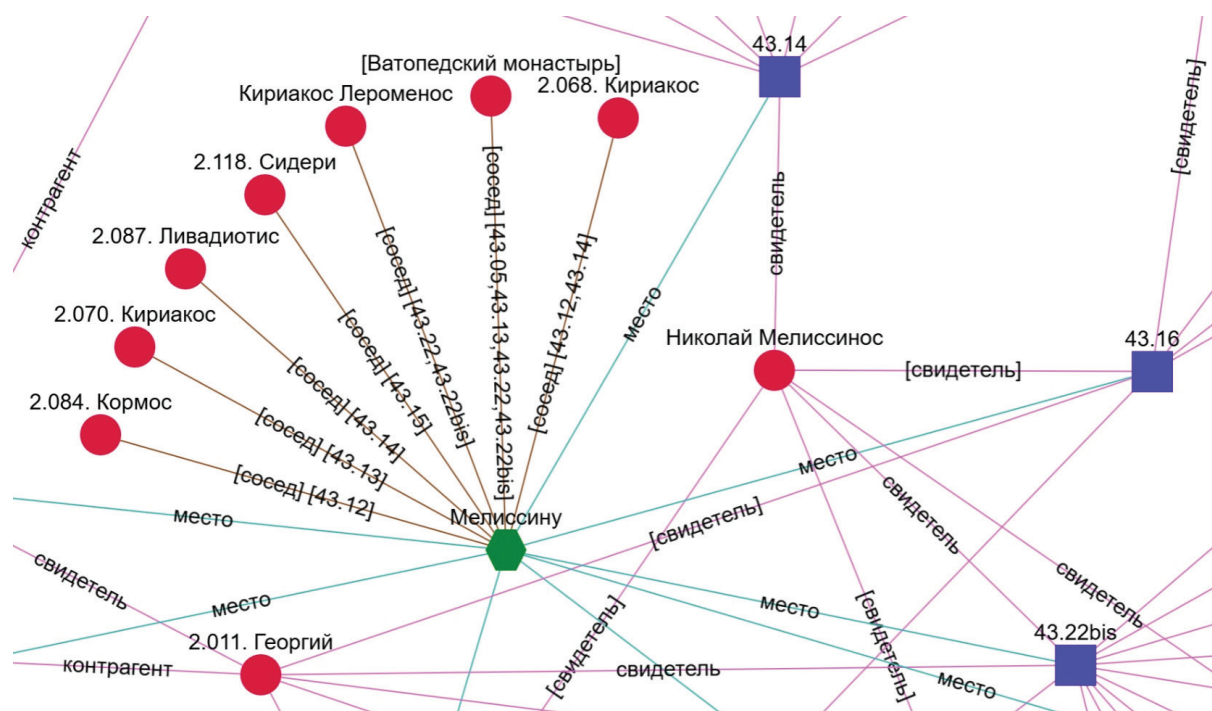 43.14
[Ватопедский монастырь]
2.068. Кириакос
Кириакос Лероменос
2.118. Сидери
2.087. Ливадиотис
2.070. Кириакос
2.084. Кормос
контрагент
[сосед] [43.12]
[сосед] [43.13]
[сосед] [43.14]
[сосед] [43.15]
[сосед] [43.22,43.22bis]
[сосед] [43.05,43.13,43.22,43.22bis]
[сосед] [43.12,43.14]
место
свидетель
[свидетель]
Николай Мелиссинос
43.16
[свидетель]
место
Мелиссину
место
[свидетель]
свидетель
свидетель
место
место
[свидетель]
[свидетель]
свидетель
43.22bis
2.011. Георгий
контрагент
свидетель
место